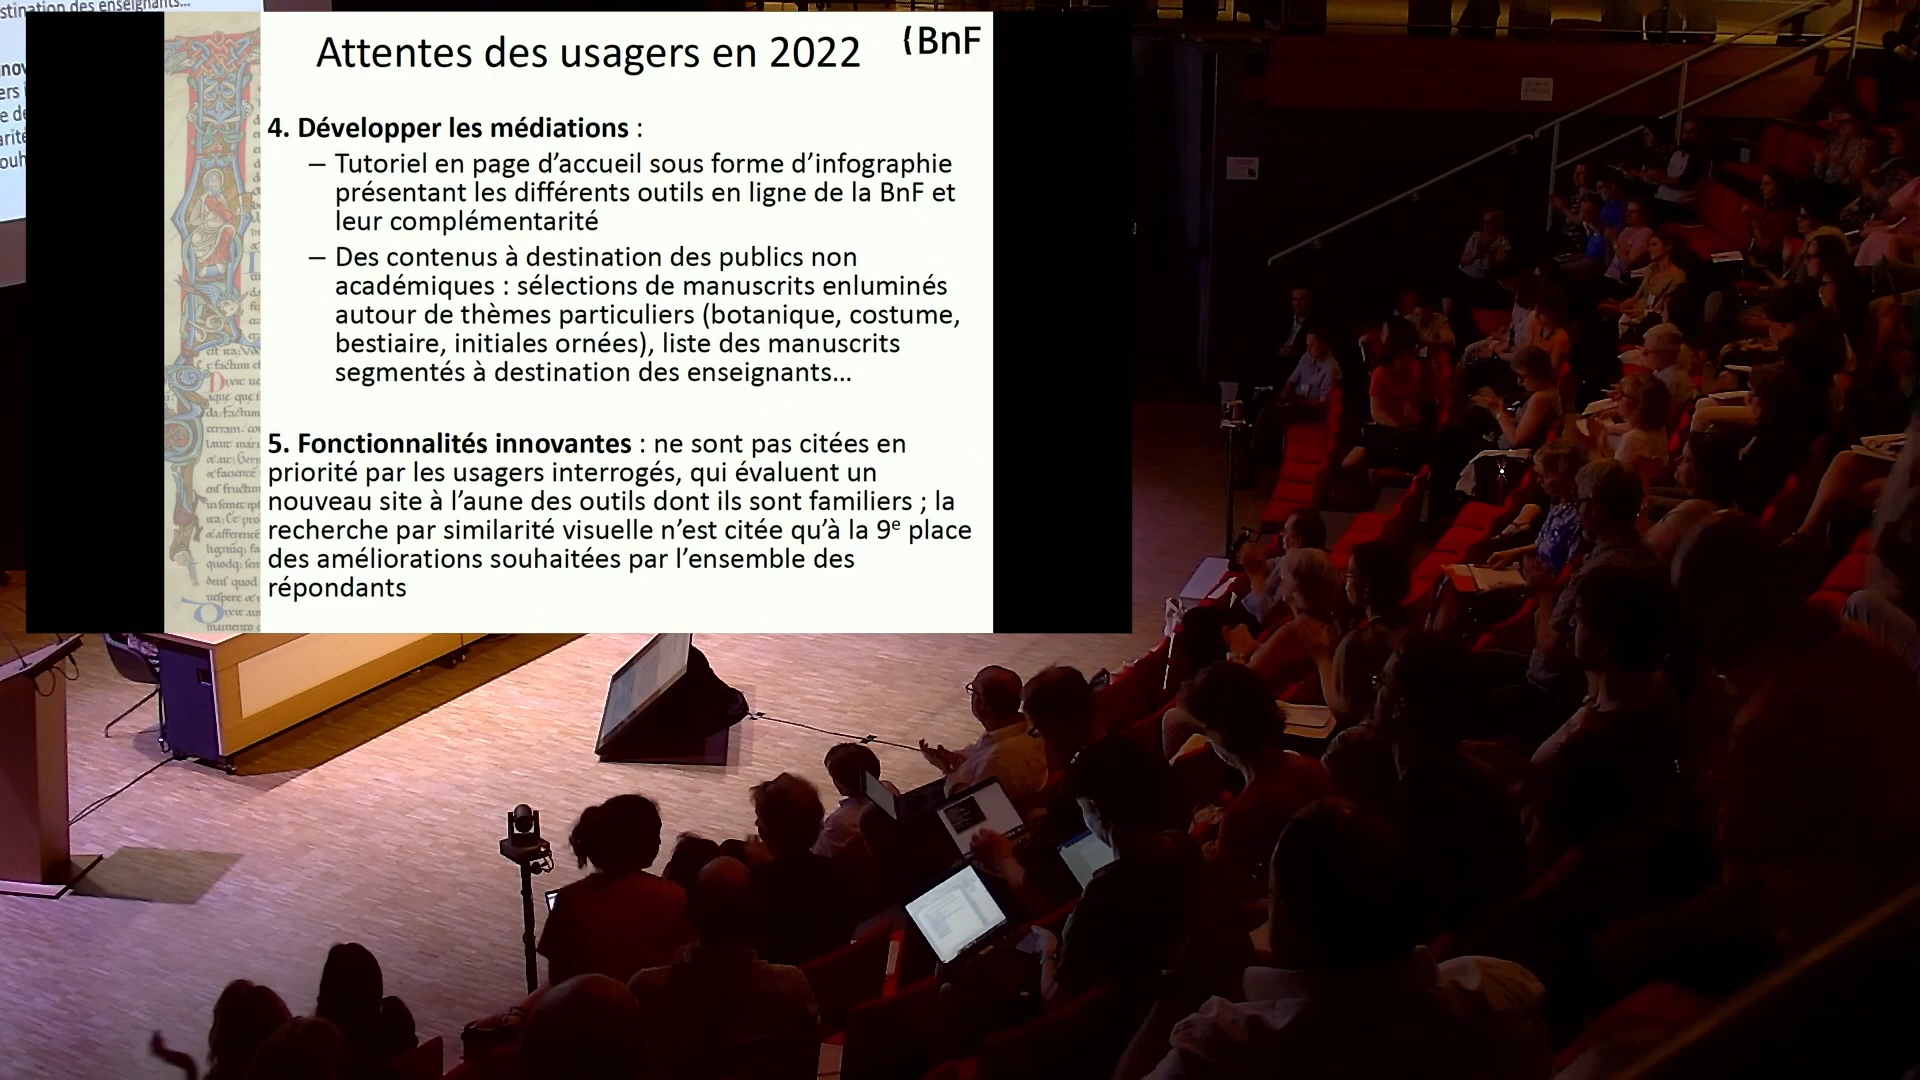 Attentes des usagers en 2022
{BnF
4. Développer les médiations :
– Tutoriel en page d’accueil sous forme d’infographie
présentant les différents outils en ligne de la BnF et
leur complémentarité
– Des contenus à destination des publics non
académiques : sélections de manuscrits enluminés
autour de thèmes particuliers (botanique, costume,
bestiaire, initiales ornées), liste des manuscrits
segmentés à destination des enseignants...
5. Fonctionnalités innovantes : ne sont pas citées en
priorité par les usagers interrogés, qui évaluent un
nouveau site à l’aune des outils dont ils sont familiers ; la
recherche par similarité visuelle n’est citée qu’à la 9e place
des améliorations souhaitées par l’ensemble des
répondants